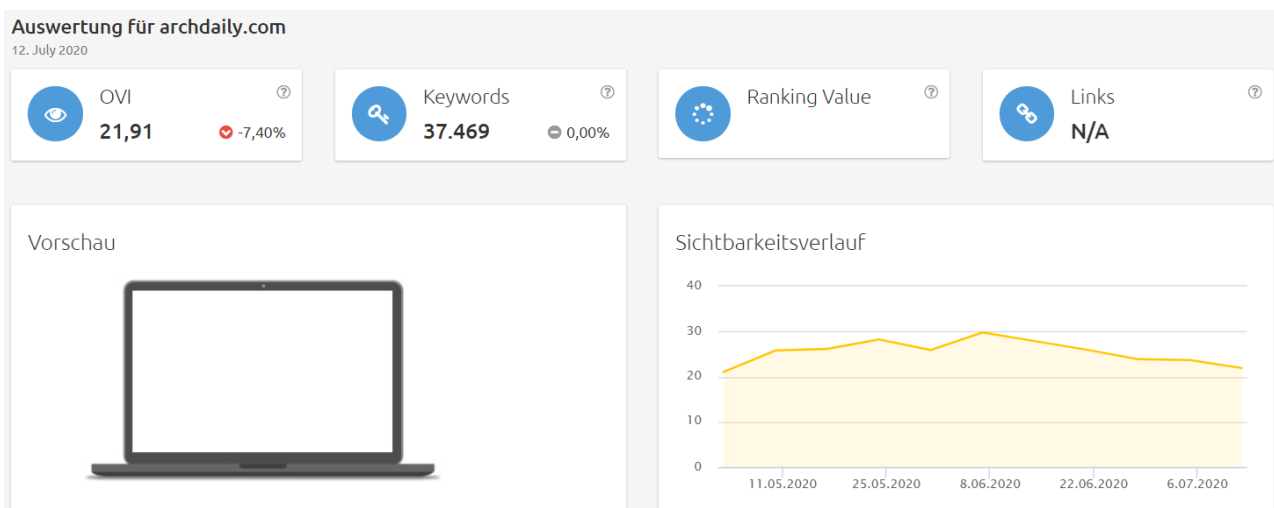 Auswertung für archdaily.com
12. July 2020
OVI
21,91
-7,40%
Keywords
37.469
0,00%
Ranking Value
Links
N/A
Vorschau
Sichtbarkeitsverlauf
40
30
20
10
0
11.05.2020 25.05.2020 8.06.2020 22.06.2020 6.07.2020